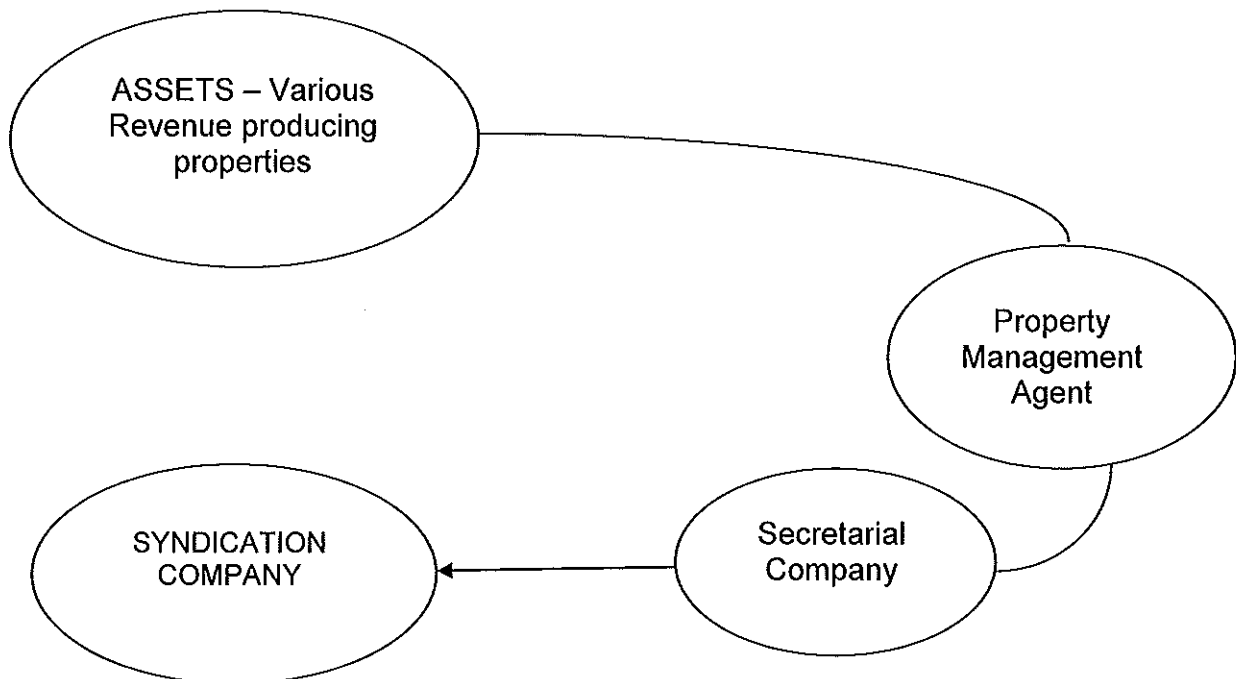 ASSETS – Various
Revenue producing
properties
Property
Management
Agent
Secretarial
Company
SYNDICATION
COMPANY